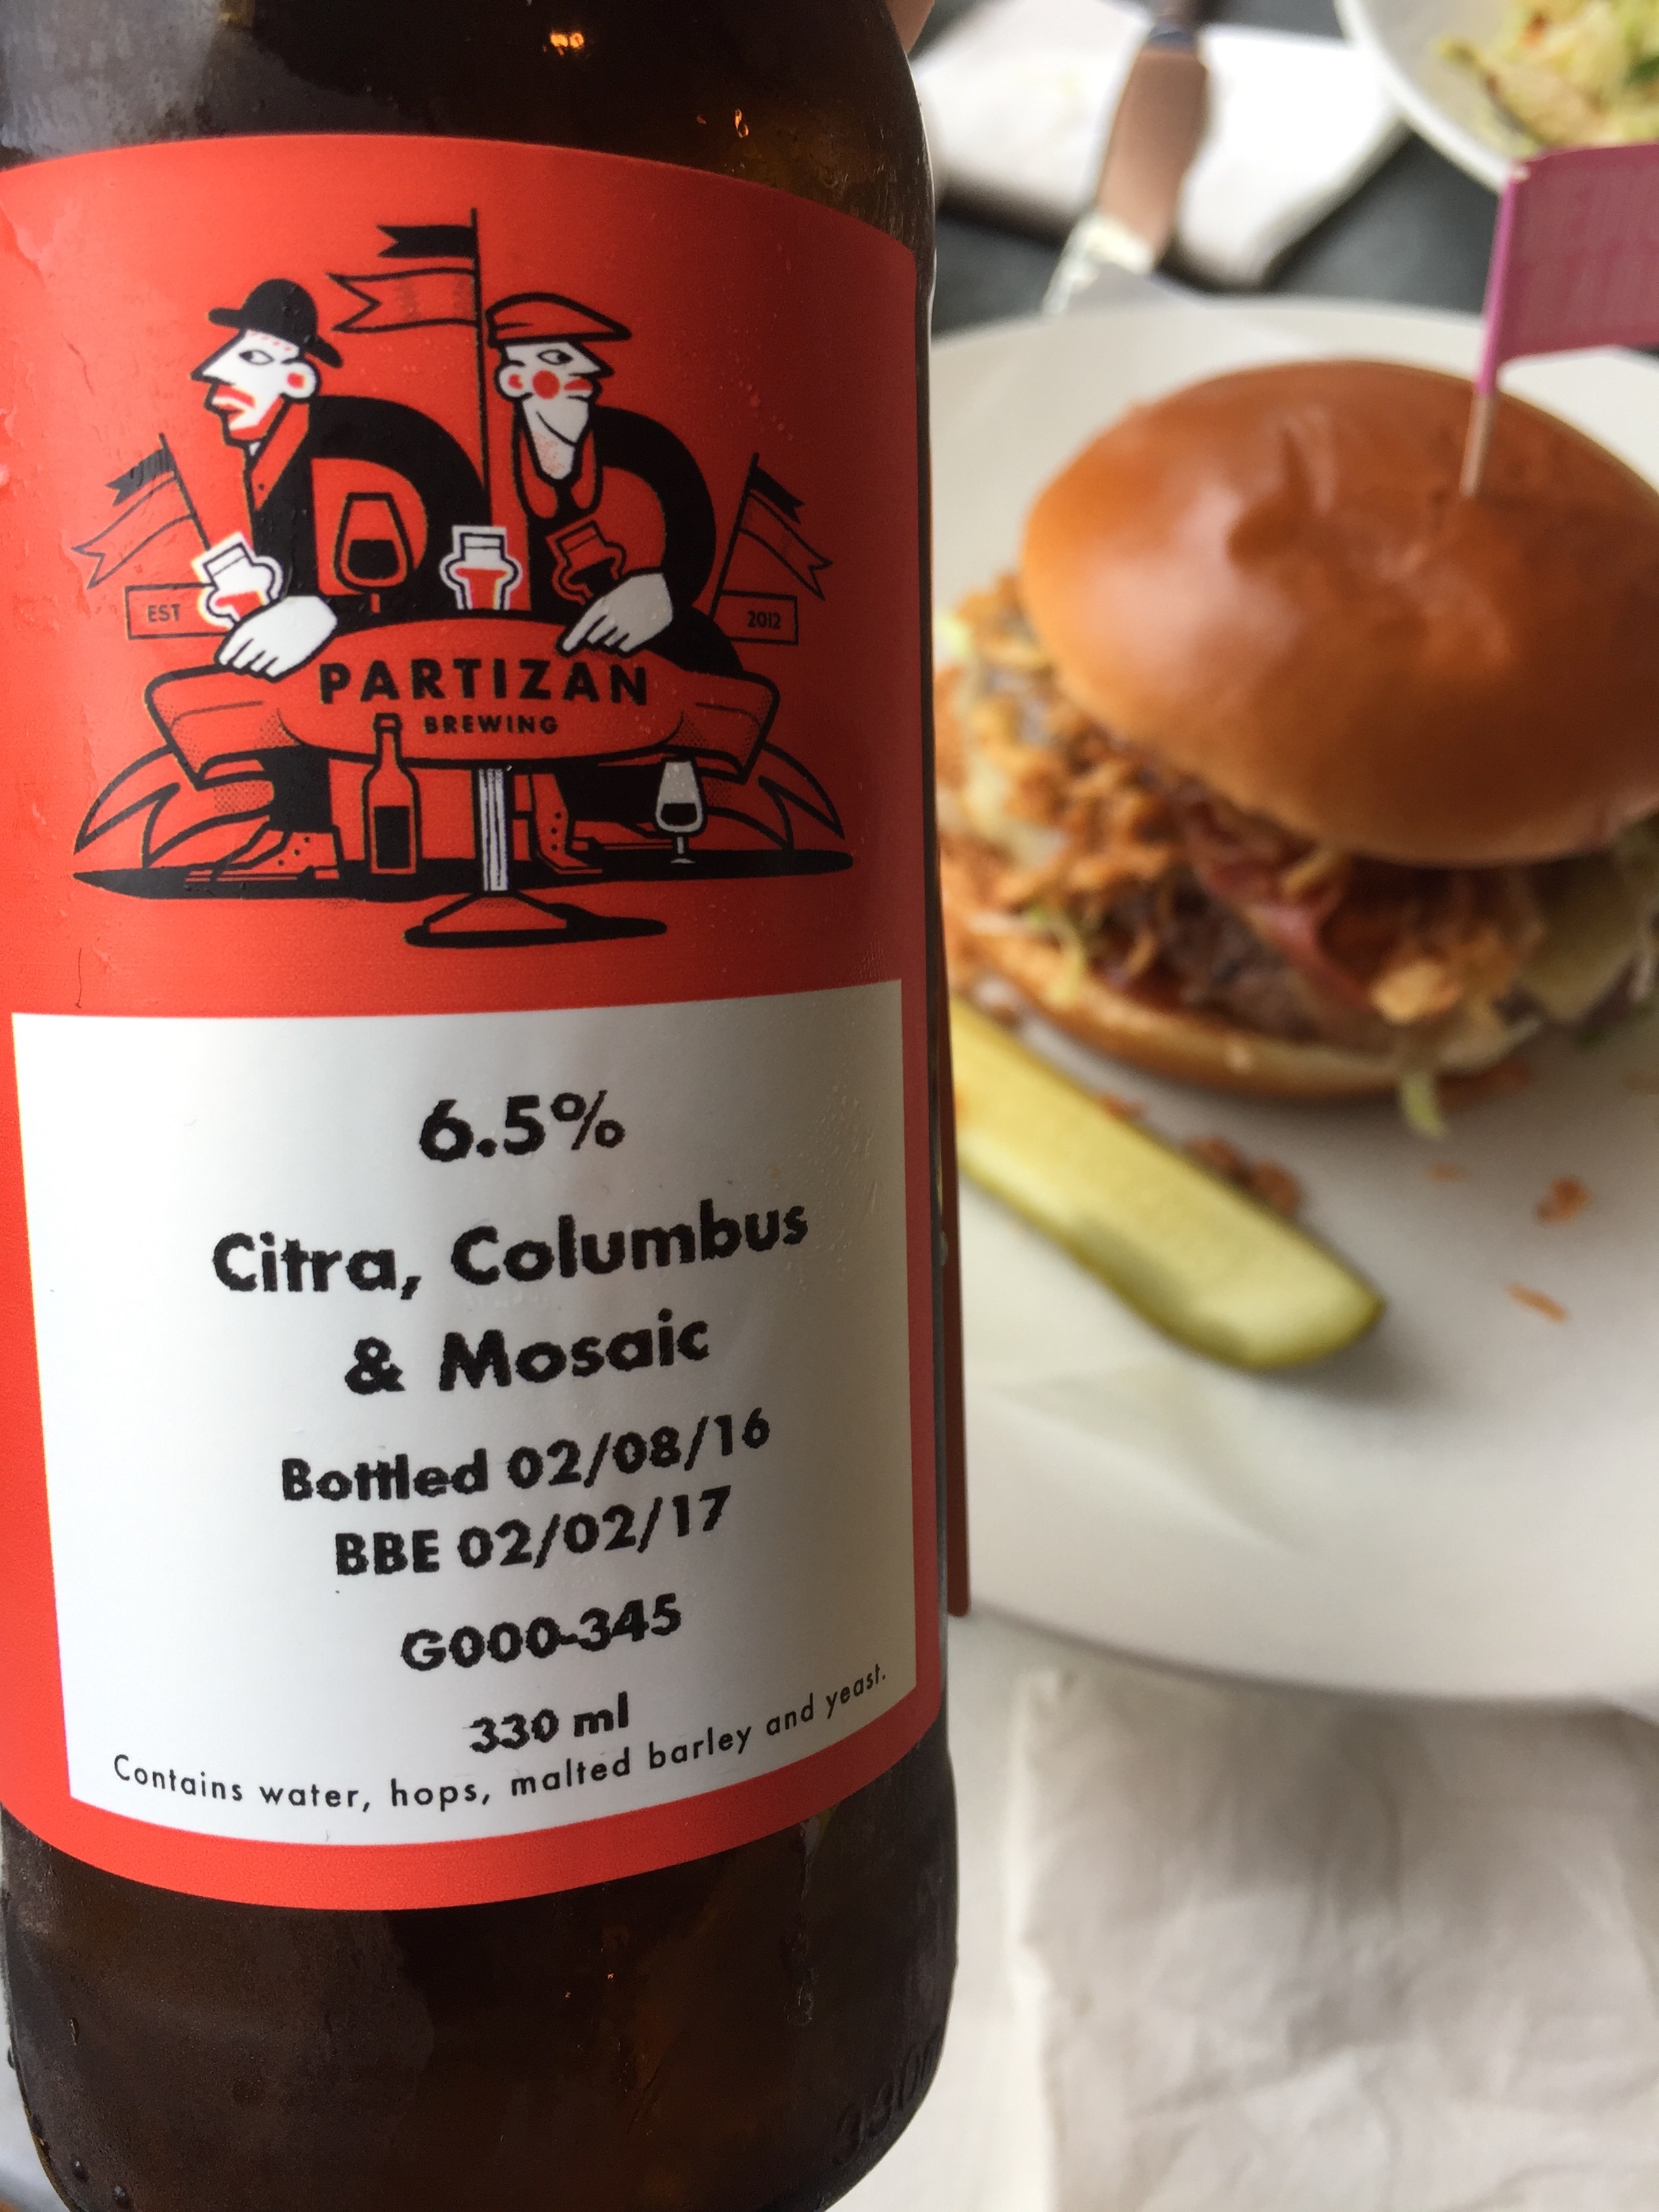 EST
2012
PARTIZAN
BREWING
6.5%
Citra, Columbus
& Mosaic
Bottled 02/08/16
BBE 02/02/17
G000-345
330 ml
Contains water, hops, malted barley and yeast.